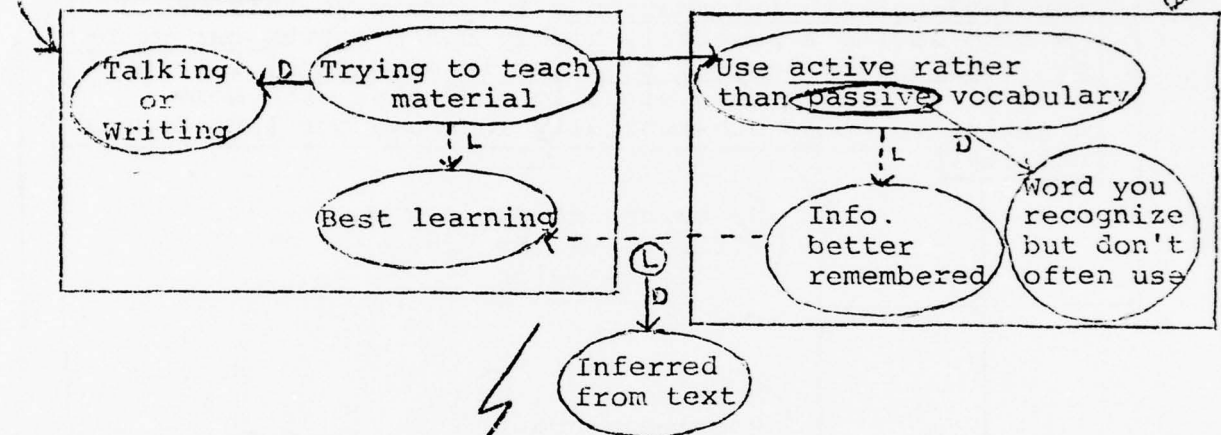 Talking
or
Writing
D
Trying to teach
material
L
Best learning
Use active rather
than passive vocabulary
L
D
Info.
better
remembered
Word you
recognize
but don't
often use
L
D
Inferred
from text